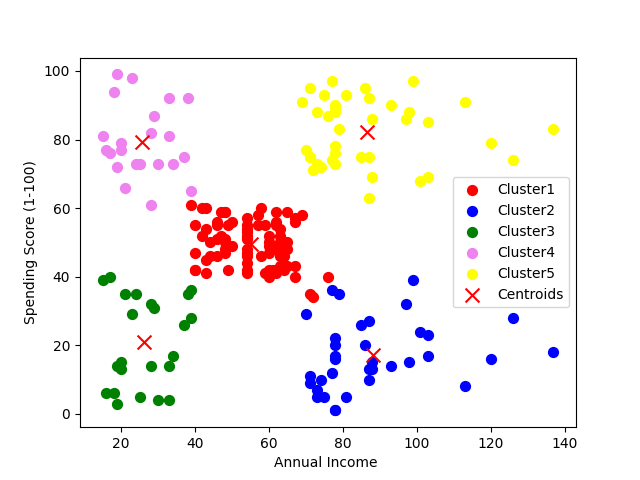 100
80
60
40
20
0
Spending Score (1-100)
Cluster1
Cluster2
Cluster3
Cluster4
Cluster5
Centroids
20 40 60 80 100 120 140
Annual Income